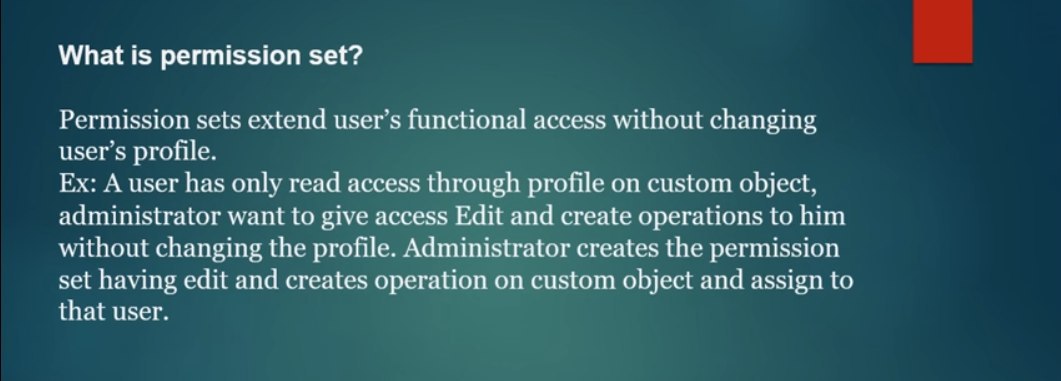 What is permission set?
Permission sets extend user’s functional access without changing
user’s profile.
Ex: A user has only read access through profile on custom object,
administrator want to give access Edit and create operations to him
without changing the profile. Administrator creates the permission
set having edit and creates operation on custom object and assign to
that user.